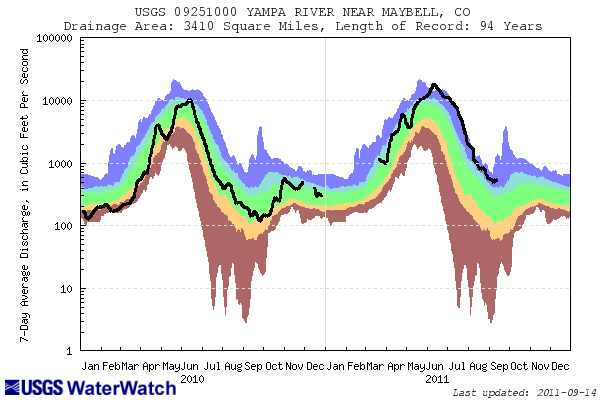 USGS 09251000 YAMPA RIVER NEAR MAYBELL, CO
Drainage Area: 3410 Square Miles, Length of Record: 94 Years
7-Day Average Discharge, in Cubic Feet Per Second
100000
10000
1000
100
10
1
Jan Feb Mar Apr May Jun Jul Aug Sep Oct Nov Dec Jan Feb Mar Apr May Jun Jul Aug Sep Oct Nov Dec
2010 2011
USGS WaterWatch
Last updated: 2011-09-14